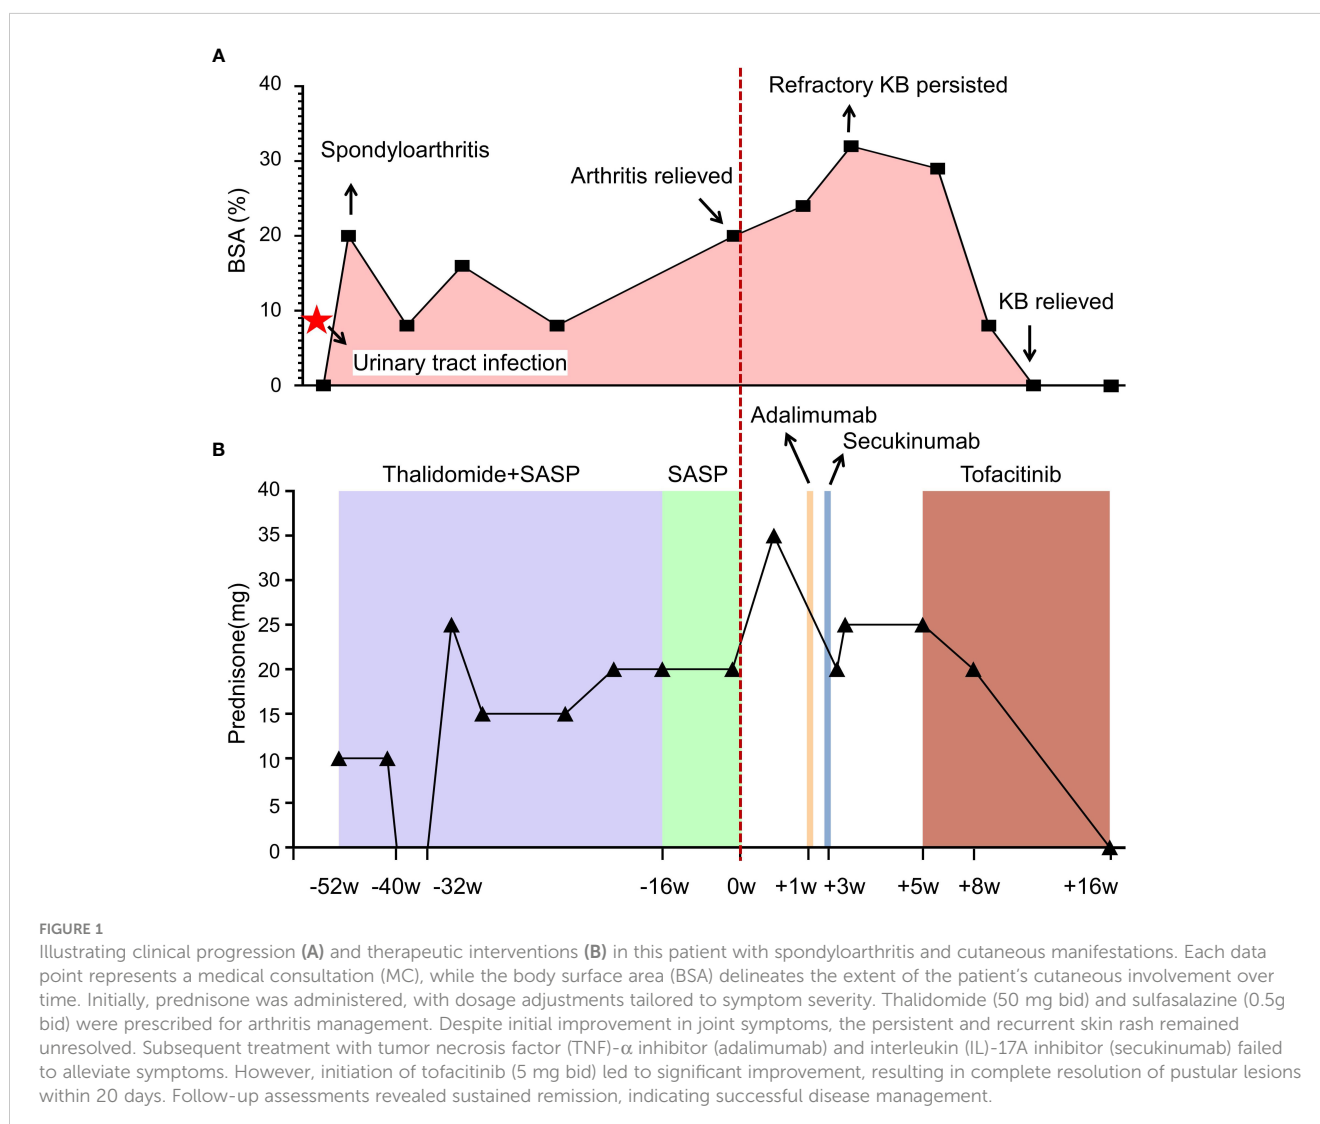 A
40
30
20
10
0
BSA (%)
Spondyloarthritis
Urinary tract infection
Arthritis relieved
Refractory KB persisted
KB relieved
B
Adalimumab
Secukinumab
Thalidomide+SASP
SASP
Tofacitinib
40
35
30
25
20
15
10
5
0
Prednisone(mg)
-52w -40w -32w -16w 0w +1w +3w +5w +8w +16w
FIGURE 1
Illustrating clinical progression (A) and therapeutic interventions (B) in this patient with spondyloarthritis and cutaneous manifestations. Each data
point represents a medical consultation (MC), while the body surface area (BSA) delineates the extent of the patient's cutaneous involvement over
time. Initially, prednisone was administered, with dosage adjustments tailored to symptom severity. Thalidomide (50 mg bid) and sulfasalazine (0.5g
bid) were prescribed for arthritis management. Despite initial improvement in joint symptoms, the persistent and recurrent skin rash remained
unresolved. Subsequent treatment with tumor necrosis factor (TNF)-α inhibitor (adalimumab) and interleukin (IL)-17A inhibitor (secukinumab) failed
to alleviate symptoms. However, initiation of tofacitinib (5 mg bid) led to significant improvement, resulting in complete resolution of pustular lesions
within 20 days. Follow-up assessments revealed sustained remission, indicating successful disease management.